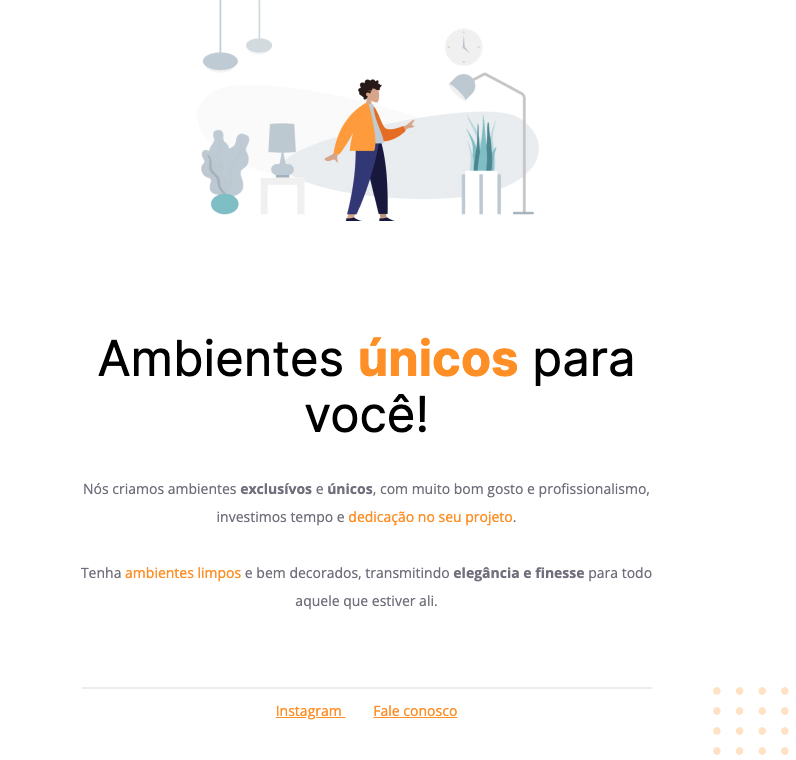 Ambientes únicos para
você!
Nós criamos ambientes exclusívos e únicos, com muito bom gosto e profissionalismo,
investimos tempo e dedicação no seu projeto.
Tenha ambientes limpos e bem decorados, transmitindo elegância e finesse para todo
aquele que estiver ali.
Instagram Fale conosco